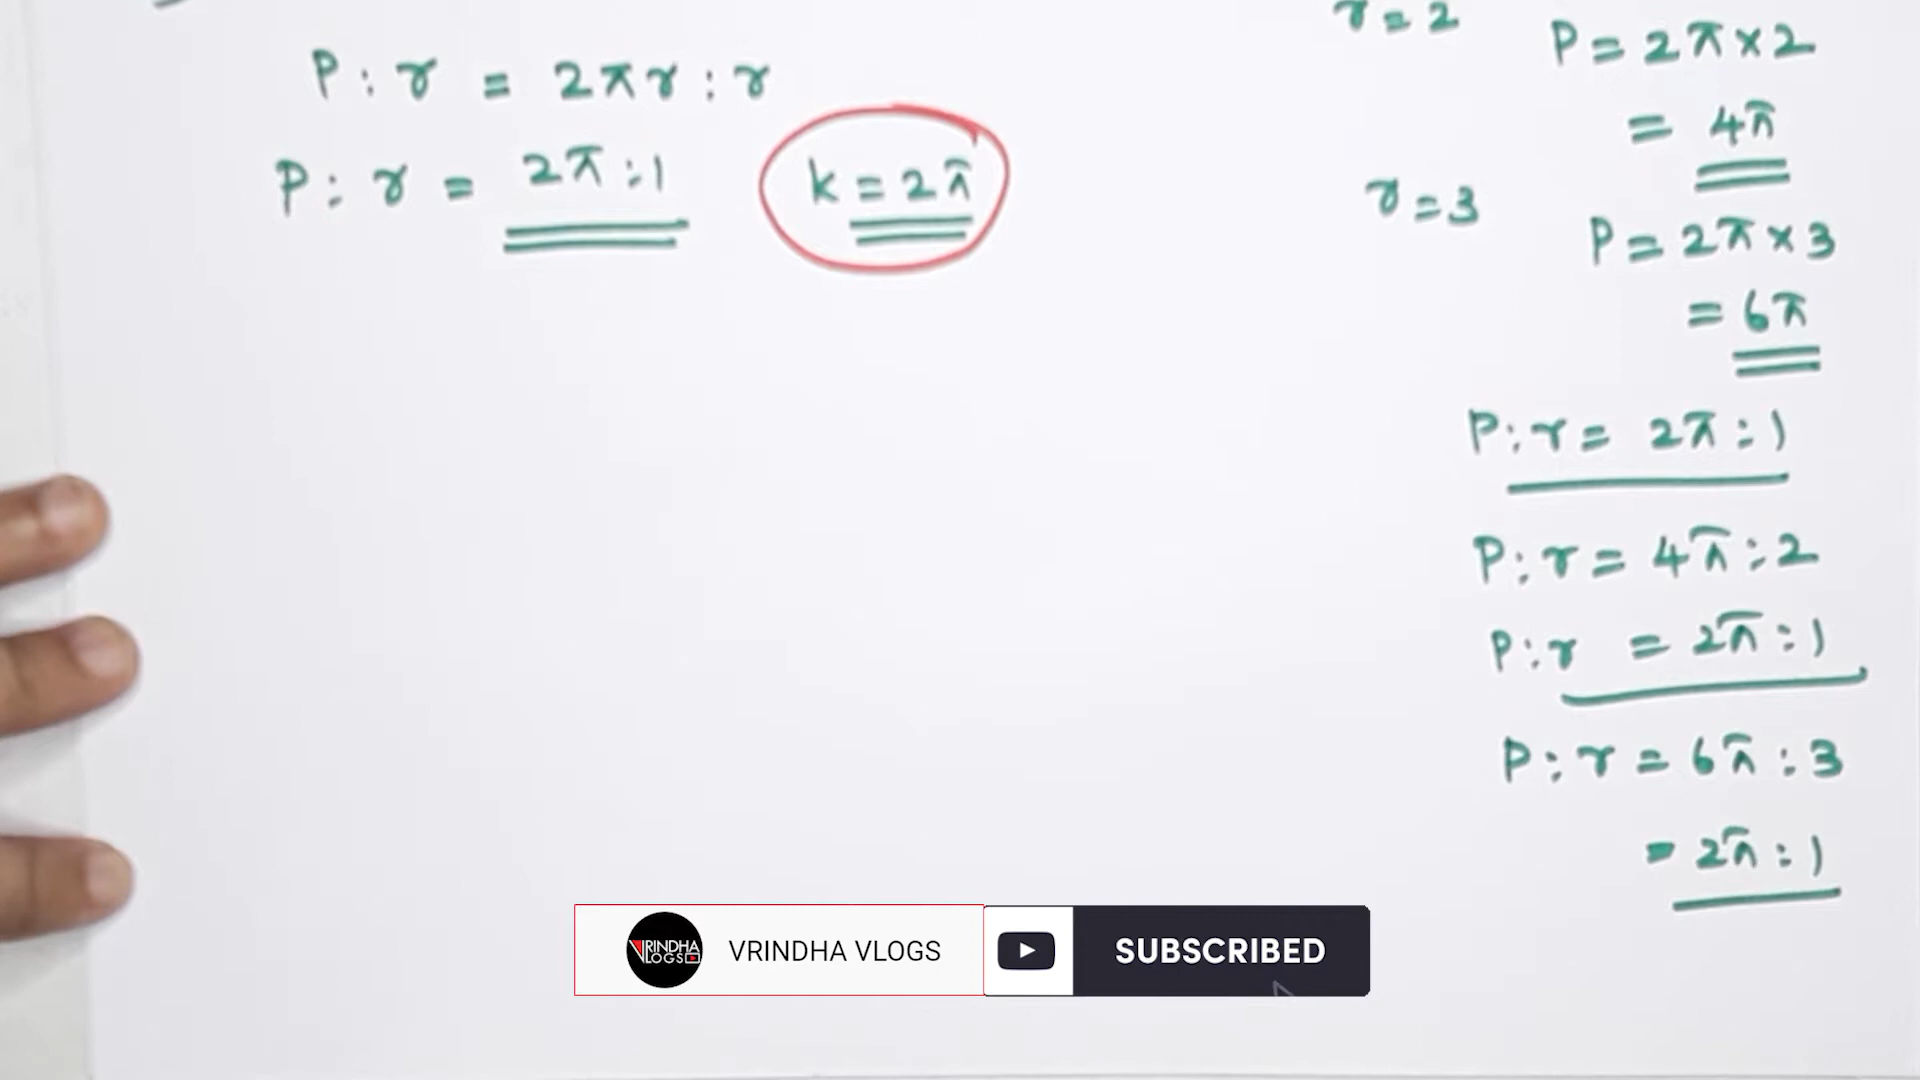 P : r = 2πr : r
P : r = 2π : 1
k = 2π
r = 2
P = 2π × 2
= 4π
r = 3
P = 2π × 3
= 6π
P : r = 2π : 1
P : r = 4π : 2
P : r = 2π : 1
P : r = 6π : 3
= 2π : 1
VRINDHA VLOGS
VRINDHA VLOGS
SUBSCRIBED